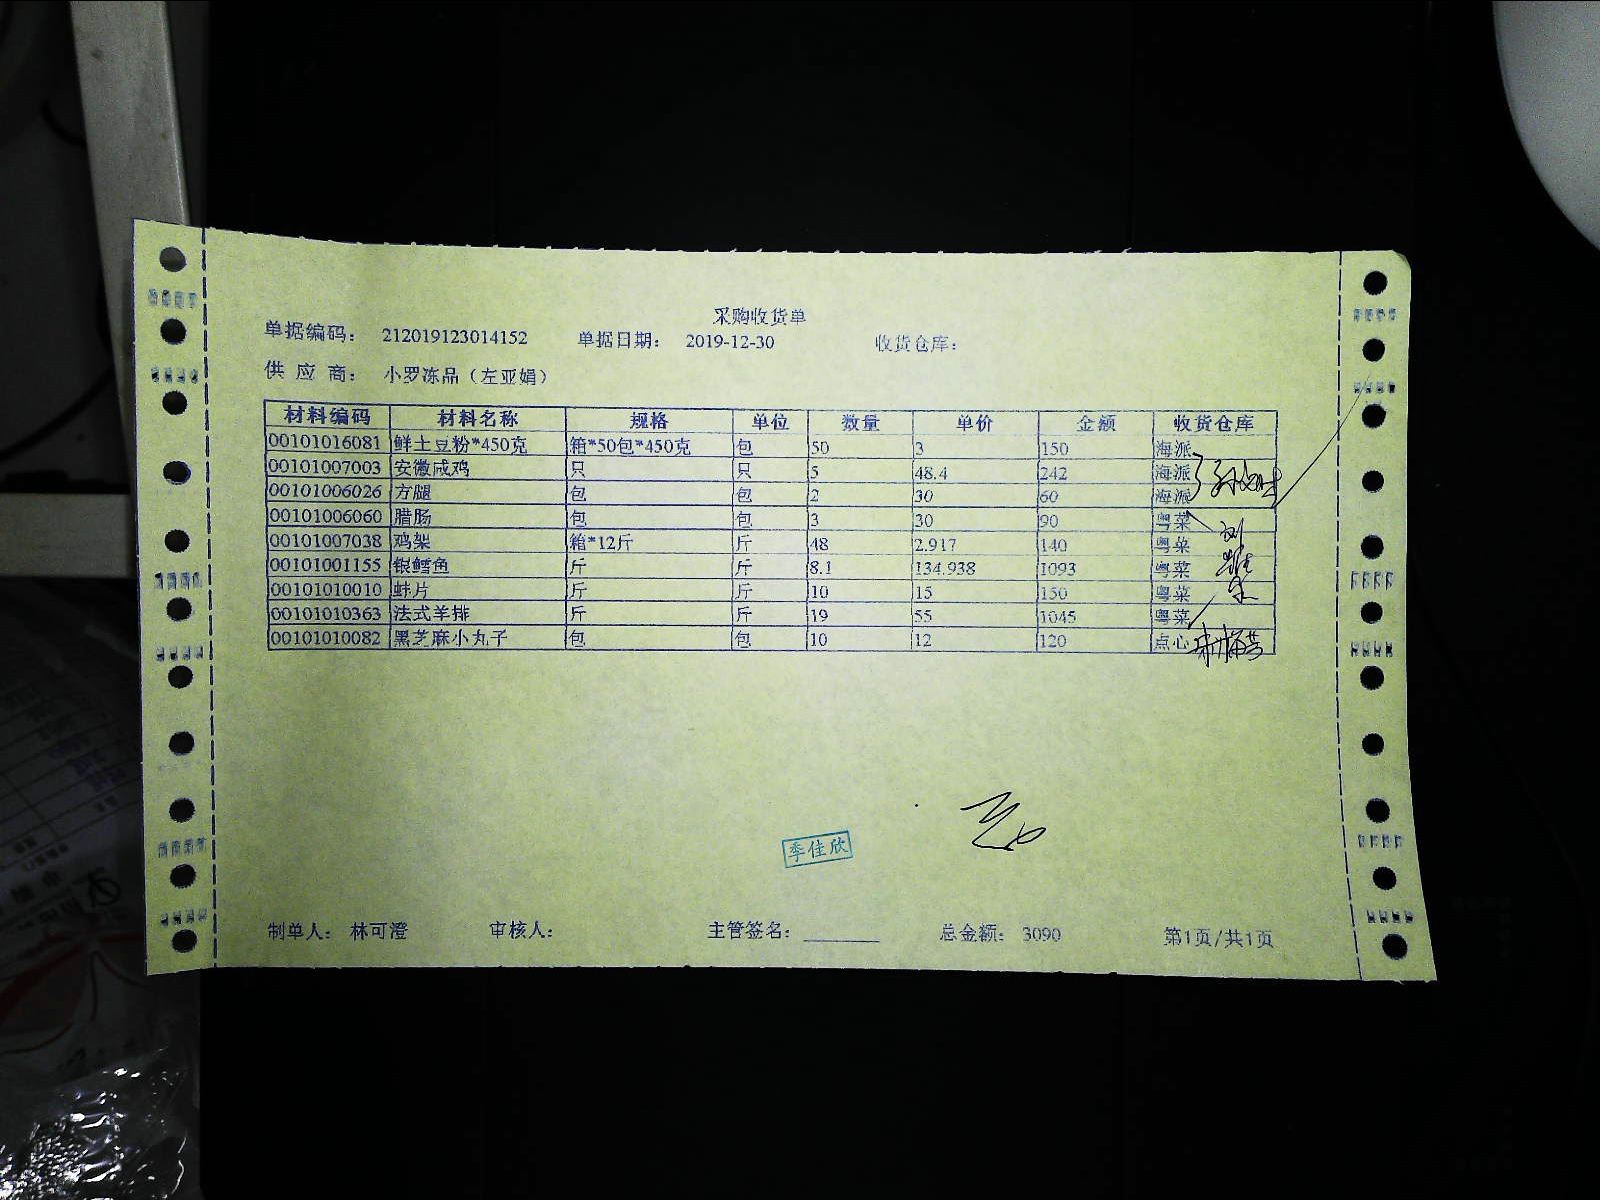 采购收货单
单据编码： 212019123014152 单据日期： 2019-12-30 收货仓库：
供 应 商： 小罗冻品（左亚娟）
材料编码 材料名称 规格 单位 数量 单价 金额 收货仓库
00101016081 鲜土豆粉*450克 箱*50包*450克 包 50 3 150 海派
00101007003 安徽咸鸡 只 只 5 48.4 242 海派
00101006026 方腿 包 包 2 30 60 海派
00101006060 腊肠 包 包 3 30 90 粤菜
00101007038 鸡架 箱*12斤 斤 48 2.917 140 粤菜
00101001155 银鳕鱼 斤 斤 8.1 134.938 1093 粤菜
00101010010 蚌片 斤 斤 10 15 150 粤菜
00101010363 法式羊排 斤 斤 19 55 1045 粤菜
00101010082 黑芝麻小丸子 包 包 10 12 120 点心
季佳欣
制单人： 林可澄 审核人： 主管签名： 总金额： 3090 第1页/共1页